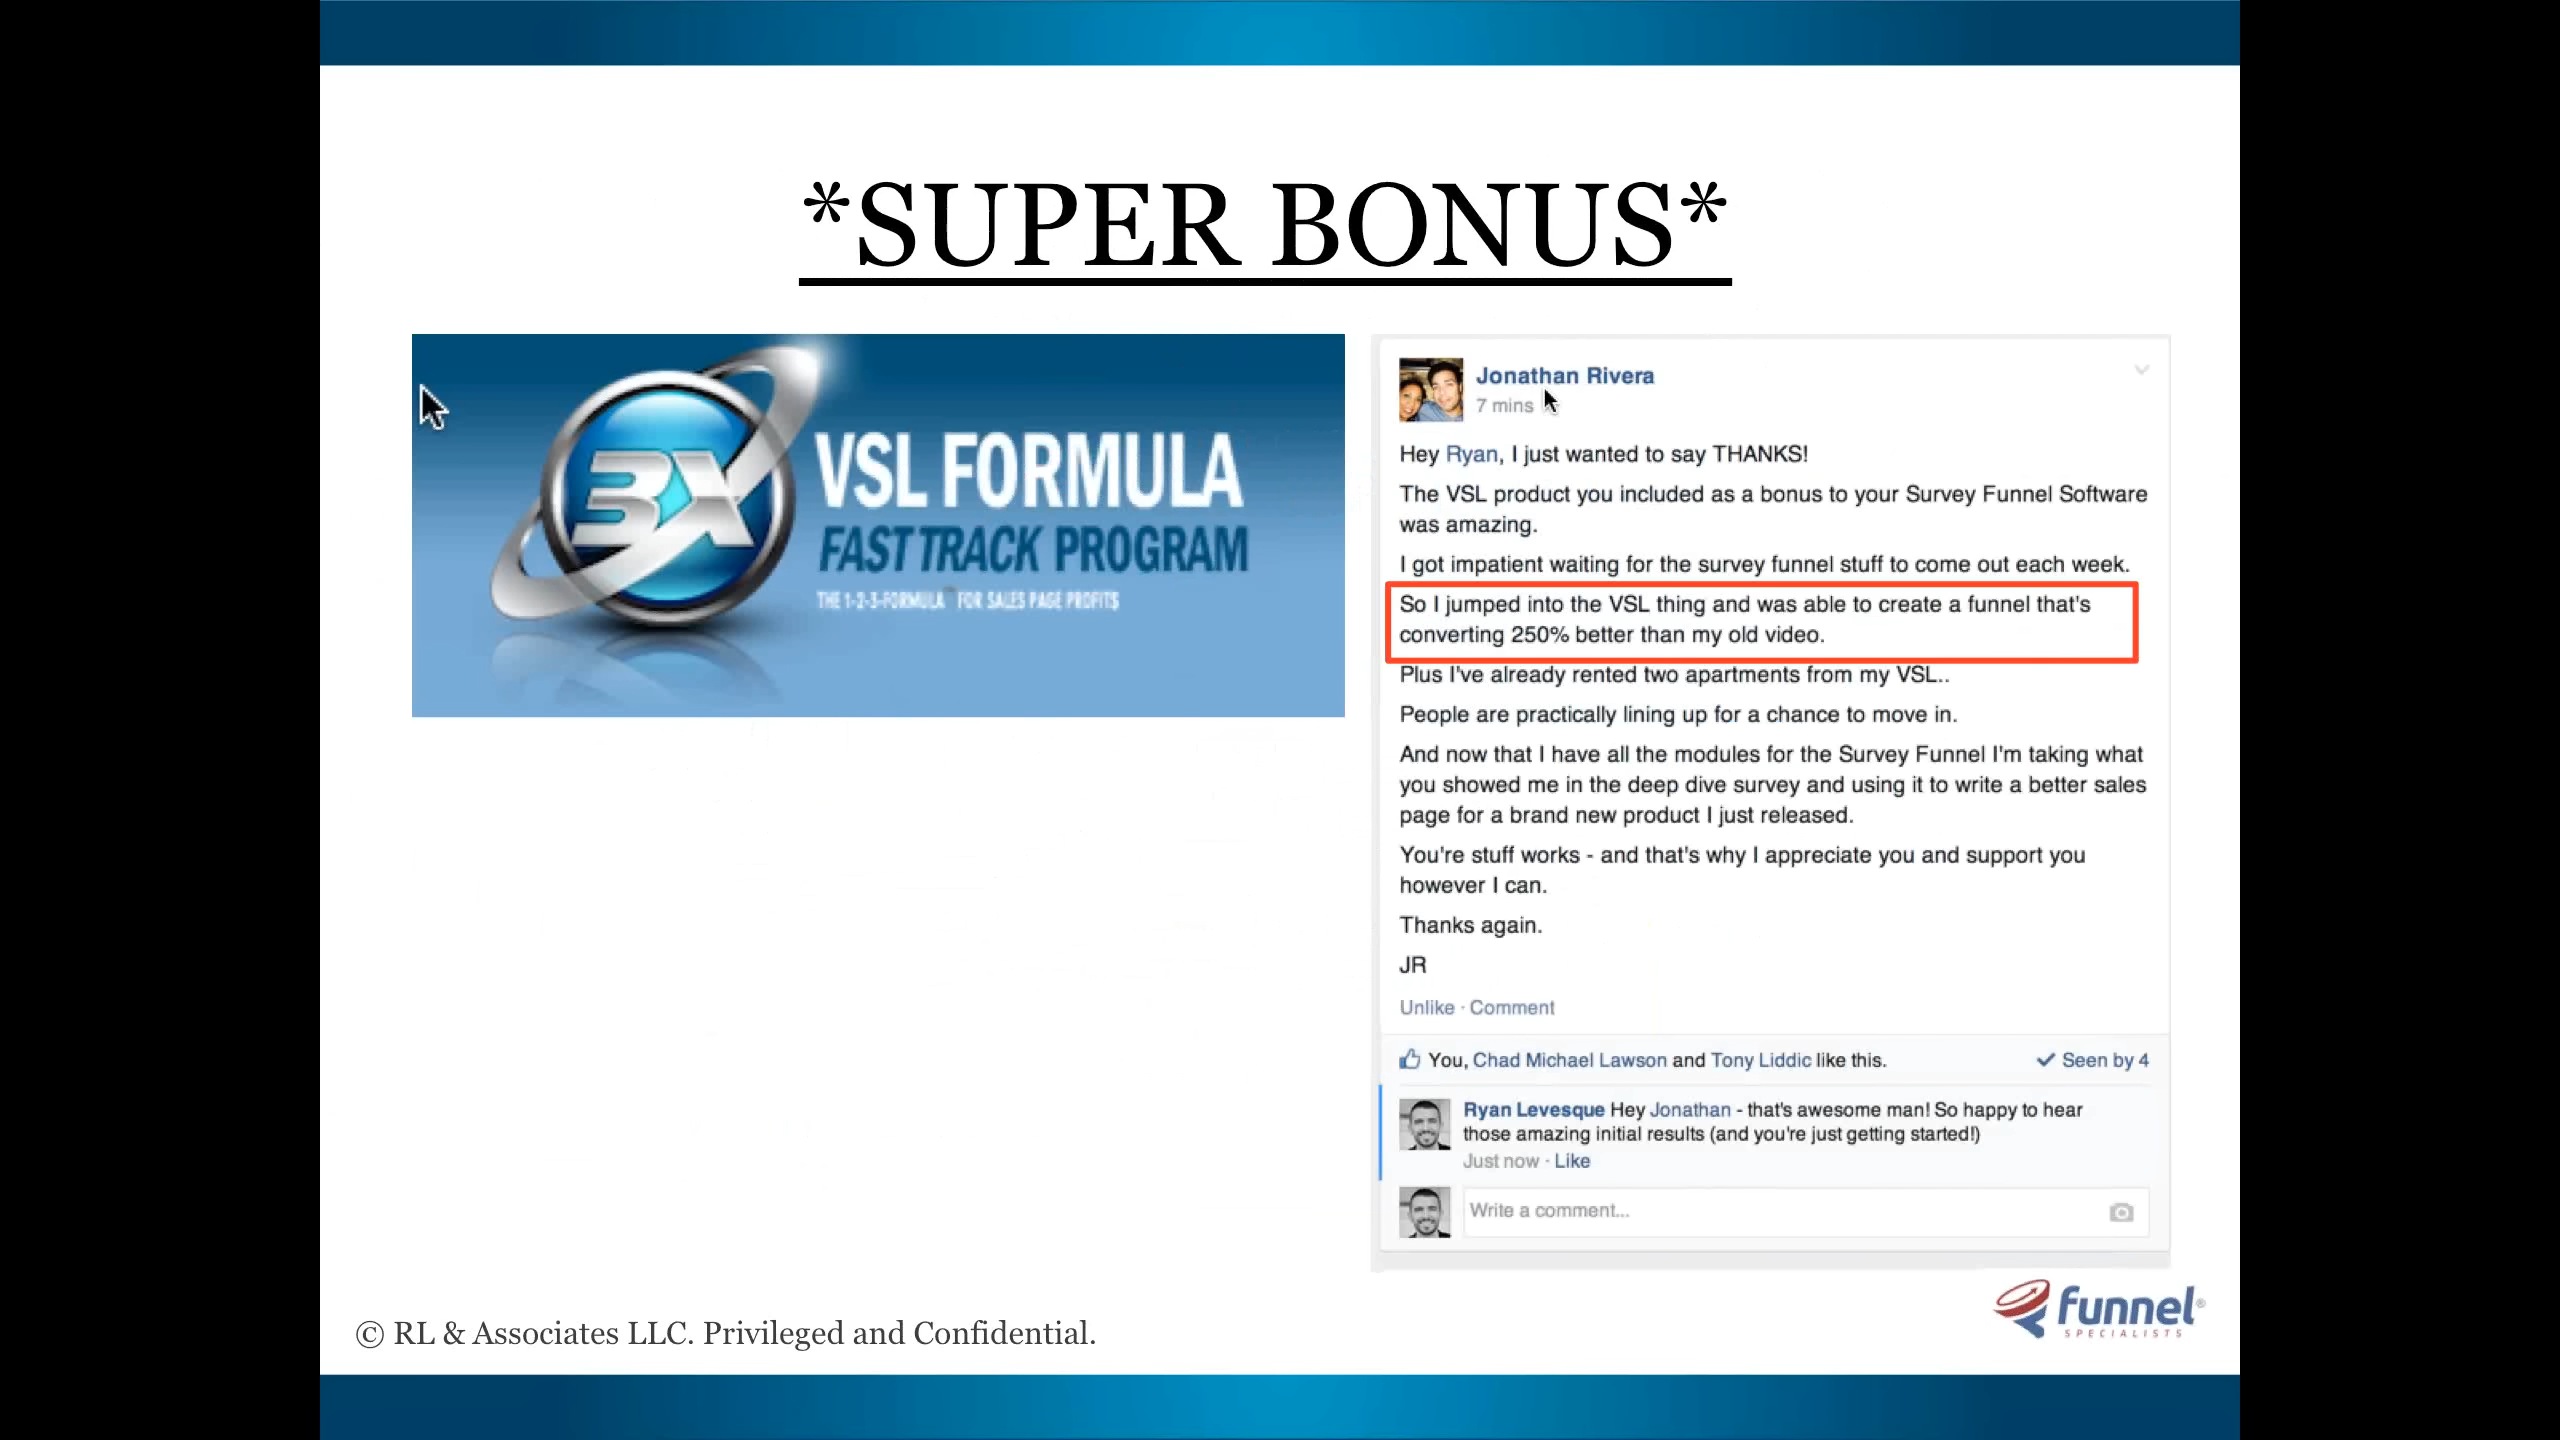 *SUPER BONUS*
3X
VSL FORMULA
FAST TRACK PROGRAM
THE 1-2-3-FORMULA™ FOR SALES PAGE PROFIT$
Jonathan Rivera
7 mins
Hey Ryan, I just wanted to say THANKS!
The VSL product you included as a bonus to your Survey Funnel Software
was amazing.
I got impatient waiting for the survey funnel stuff to come out each week.
So I jumped into the VSL thing and was able to create a funnel that's
converting 250% better than my old video.
Plus I've already rented two apartments from my VSL..
People are practically lining up for a chance to move in.
And now that I have all the modules for the Survey Funnel I'm taking what
you showed me in the deep dive survey and using it to write a better sales
page for a brand new product I just released.
You're stuff works - and that's why I appreciate you and support you
however I can.
Thanks again.
JR
Unlike · Comment
You, Chad Michael Lawson and Tony Liddic like this.
Seen by 4
Ryan Levesque Hey Jonathan - that's awesome man! So happy to hear
those amazing initial results (and you're just getting started!)
Just now · Like
Write a comment...
© RL & Associates LLC. Privileged and Confidential.
funnel®
SPECIALISTS